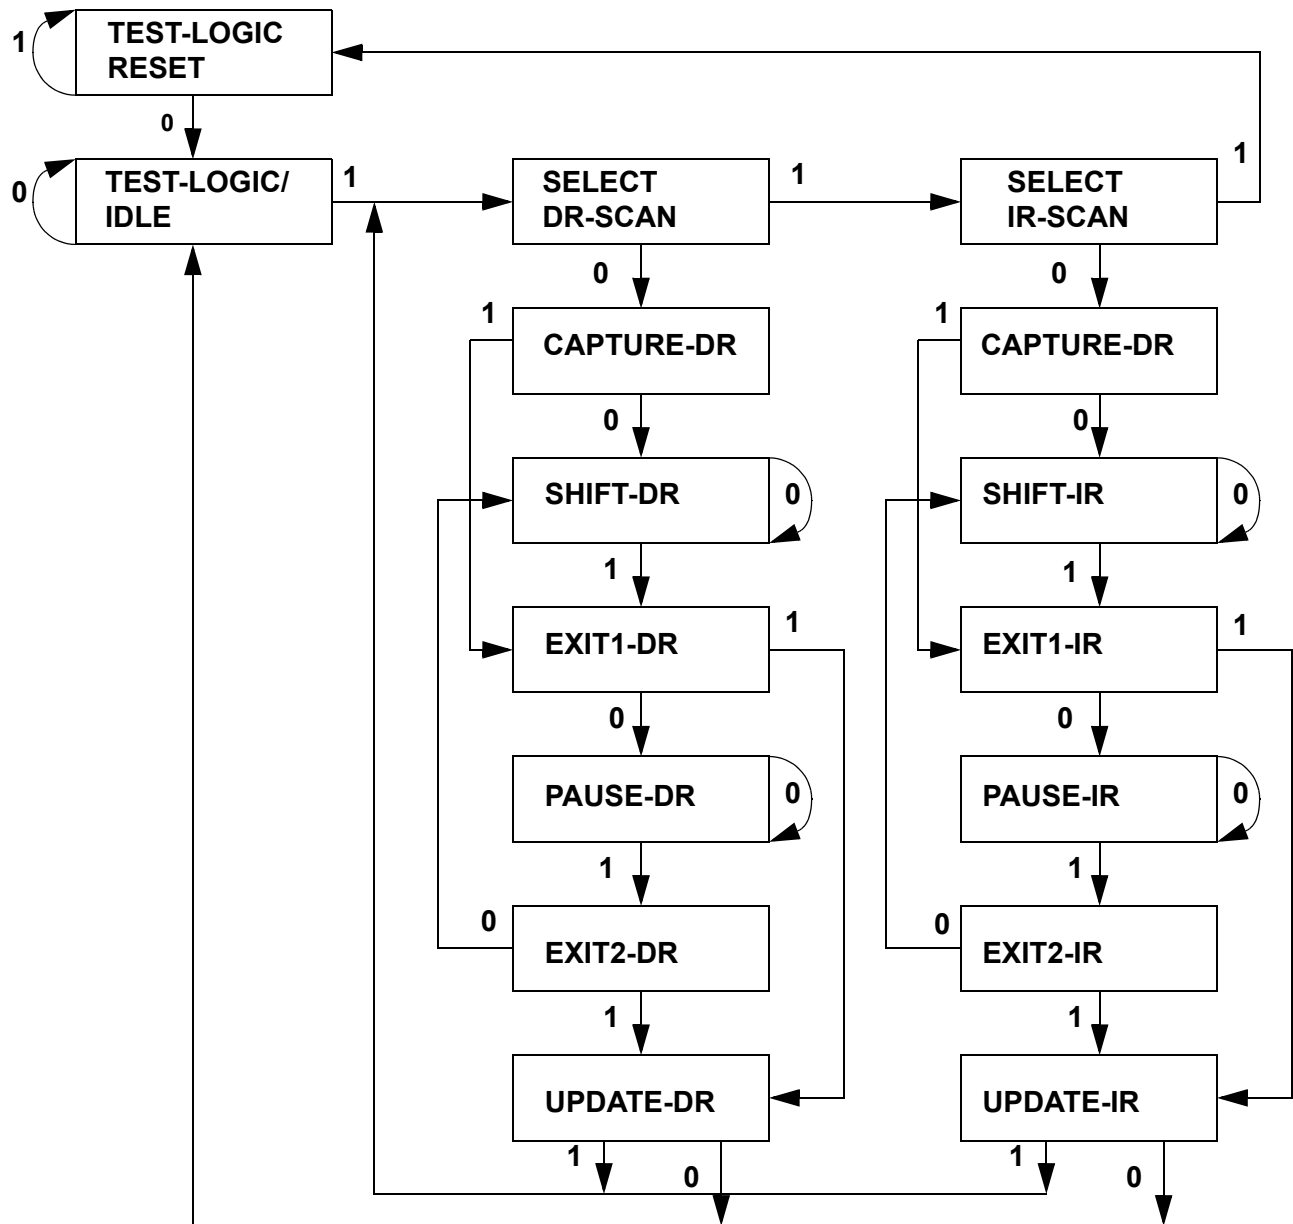 1
TEST-LOGIC
RESET
0
0
TEST-LOGIC/
IDLE
1
SELECT
DR-SCAN
1
SELECT
IR-SCAN
1
0
0
1
CAPTURE-DR
1
CAPTURE-DR
0
0
SHIFT-DR
0
SHIFT-IR
0
1
1
EXIT1-DR
1
EXIT1-IR
1
0
0
PAUSE-DR
0
PAUSE-IR
0
1
1
0
EXIT2-DR
0
EXIT2-IR
1
1
UPDATE-DR
UPDATE-IR
1
0
1
0